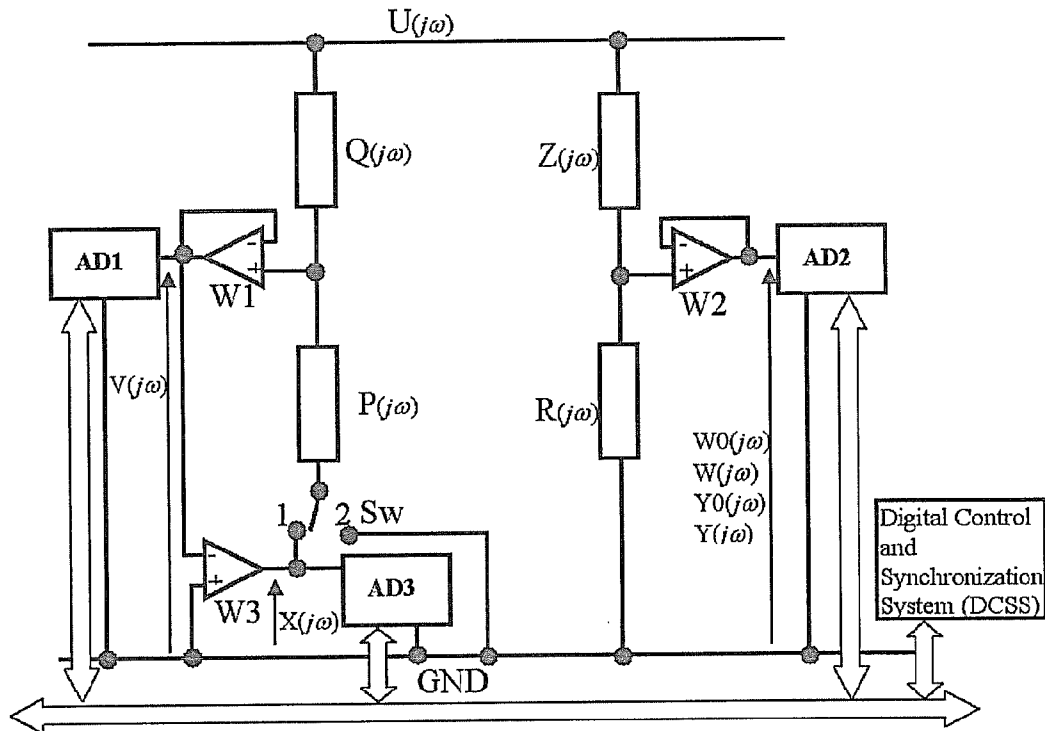 U(jω)
Q(jω)
Z(jω)
AD1
-
+
W1
-
+
W2
AD2
V(jω)
P(jω)
R(jω)
W0(jω)
W(jω)
Y0(jω)
Y(jω)
1
2 Sw
-
+
W3
X(jω)
AD3
GND
Digital Control
and
Synchronization
System (DCSS)